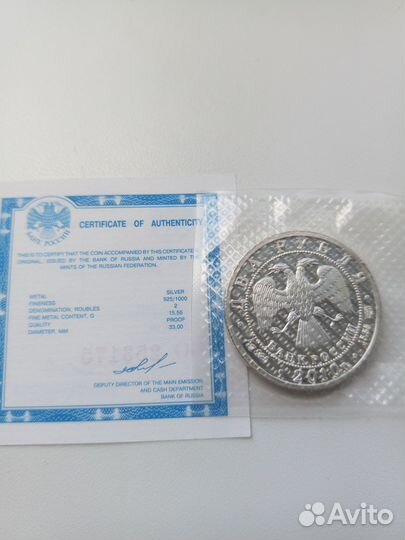 БАНК РОССИИ
CERTIFICATE OF AUTHENTICITY
THIS IS TO CERTIFY THAT THE COIN ACCOMPANIED BY THIS CERTIFICATE
ORIGINAL, ISSUED BY THE BANK OF RUSSIA AND MINTED BY THE
MINTS OF THE RUSSIAN FEDERATION.
METAL SILVER
FINENESS 925/1000
DENOMINATION, ROUBLES 2
FINE METAL CONTENT, G 15,55
QUALITY PROOF
DIAMETER, MM 33,00
DEPUTY DIRECTOR OF THE MAIN EMISSION
AND CASH DEPARTMENT
BANK OF RUSSIA
ДВА РУБЛЯ
БАНК РОССИИ
2010
Avito